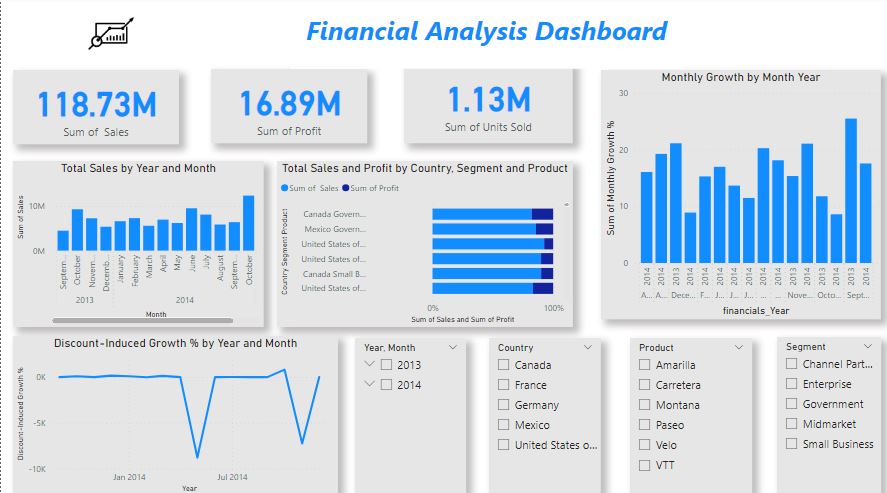 Financial Analysis Dashboard
118.73M
Sum of Sales
16.89M
Sum of Profit
1.13M
Sum of Units Sold
Monthly Growth by Month Year
Sum of Monthly Growth %
30
20
10
0
2014
2014
2013
2014
2014
2014
2014
2014
2014
2014
2013
2014
2013
2014
2013
2014
A...
A...
Dece...
F...
J...
J...
J...
...
...
Nove...
Octo...
Sept...
financials_Year
Total Sales by Year and Month
Sum of Sales
10M
0M
Septem...
October
Novem...
Decemb...
January
February
March
April
May
June
July
August
Septem...
October
2013
2014
Month
Total Sales and Profit by Country, Segment and Product
Sum of Sales
Sum of Profit
Country Segment Product
Canada Govern...
Mexico Govern...
United States of...
United States of...
Canada Small B...
United States of...
0%
100%
Sum of Sales and Sum of Profit
Discount-Induced Growth % by Year and Month
Discount-Induced Growth %
0K
-5K
-10K
Jan 2014
Jul 2014
Year
Year, Month
2013
2014
Country
Canada
France
Germany
Mexico
United States o...
Product
Amarilla
Carretera
Montana
Paseo
Velo
VTT
Segment
Channel Part...
Enterprise
Government
Midmarket
Small Business